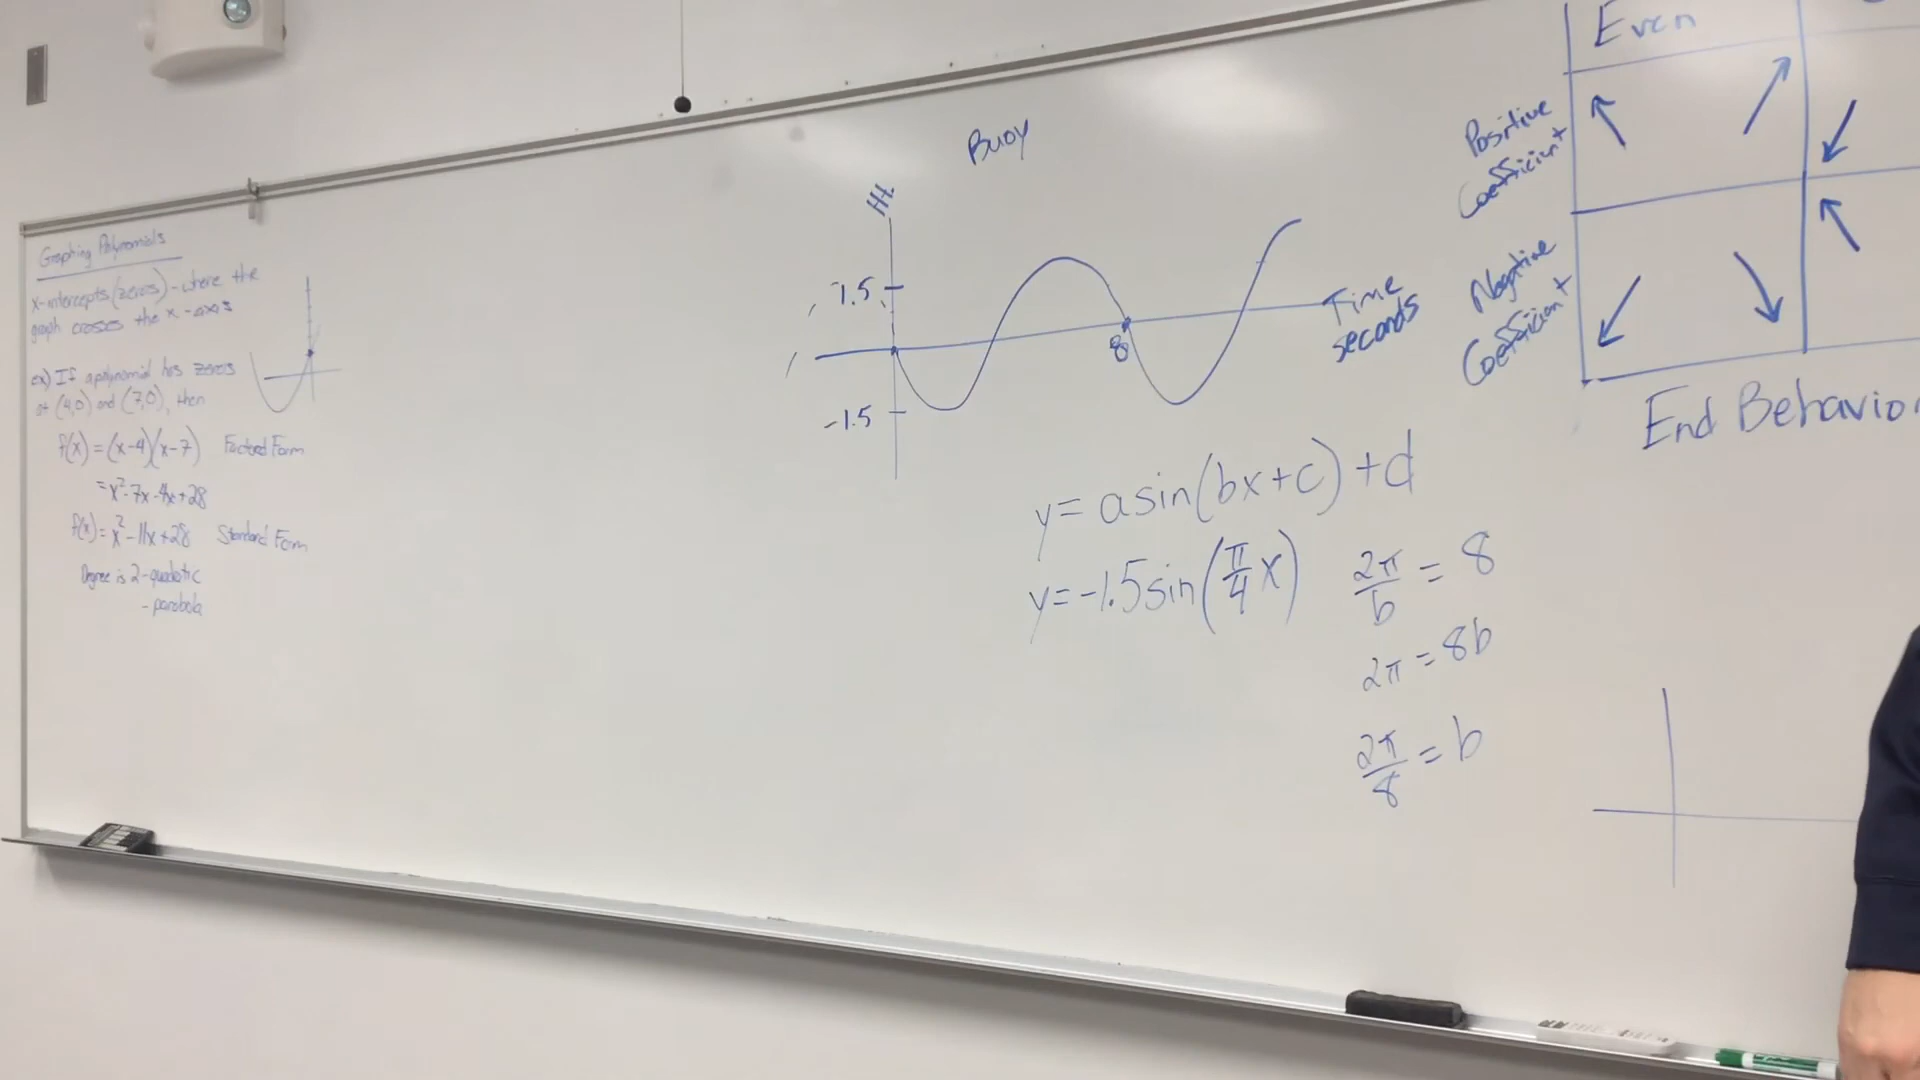 Graphing Polynomials
x-intercepts (zeros) - where the
graph crosses the x-axis
ex) If a polynomial has zeros
at (4,0) and (7,0), then
f(x) = (x-4)(x-7) Factored Form
= x²-7x-4x+28
f(x) = x²-11x+28 Standard Form
Degree is 2-quadratic
- parabola
Buoy
Ht.
1.5
-1.5
8
Time
seconds
y = asin(bx+c)+d
y=-1.5sin(π/4 x)
2π/b = 8
2π = 8b
2π/8 = b
Even
Positive
Coefficient
Negative
Coefficient
End Behavior